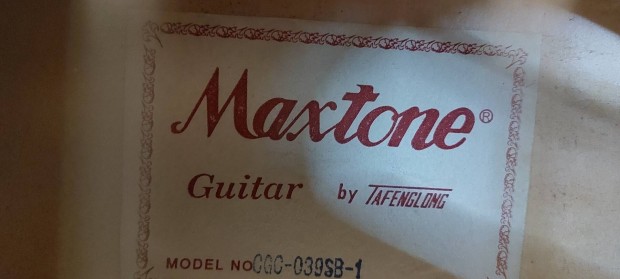 Maxtone®
Guitar by TAFENGLONG
MODEL NO CGC-039SB-1